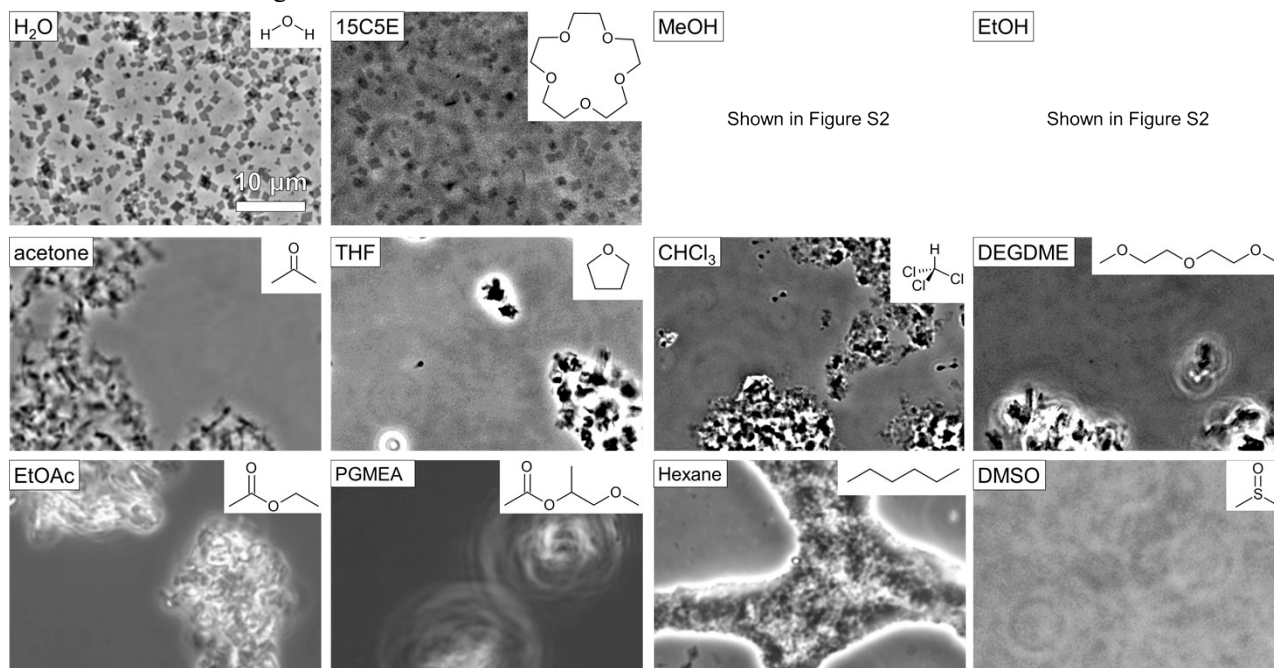 H₂O
H O H
15C5E
O O
O O
O
MeOH
Shown in Figure S2
EtOH
Shown in Figure S2
10 µm
acetone
O
THF
O
CHCl₃
H
Cl
Cl
Cl
DEGDME
O O O
EtOAc
O
O
PGMEA
O
O O
Hexane
DMSO
O
S